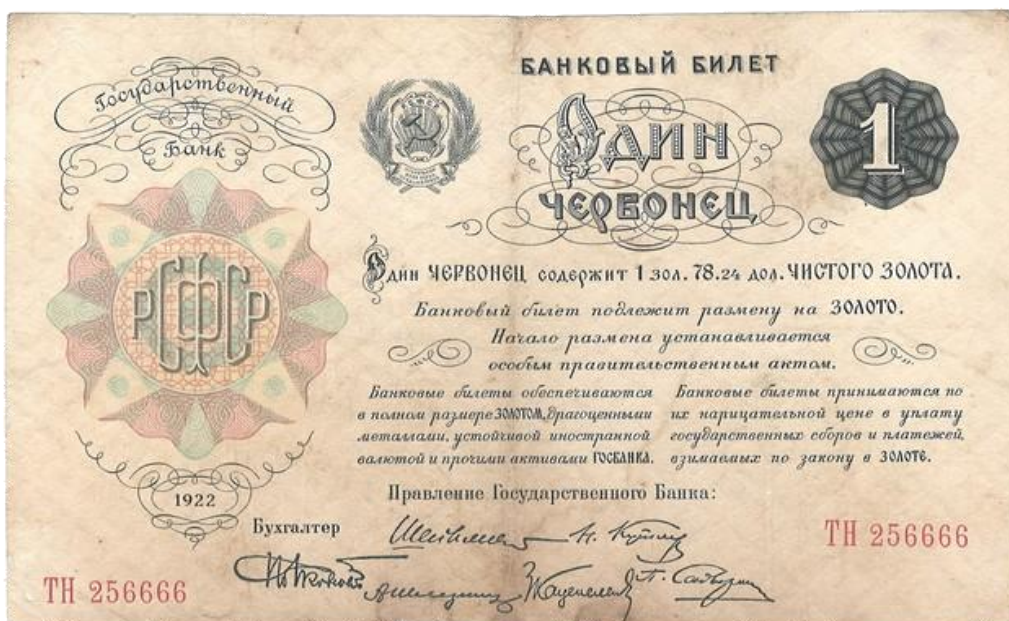 Государственный
Банк
БАНКОВЫЙ БИЛЕТ
ОДИН
ЧЕРВОНЕЦ
1
РСФСР
Один ЧЕРВОНЕЦ содержит 1 зол. 78.24 дол. ЧИСТОГО ЗОЛОТА.
Банковый билет подлежит размену на ЗОЛОТО.
Начало размена устанавливается
особым правительственным актом.
Банковые билеты обеспечиваются
в полном размере ЗОЛОТОМ, драгоценными
металлами, устойчивой иностранной
валютой и прочими активами ГОСБАНКА.
Банковые билеты принимаются по
их нарицательной цене в уплату
государственных сборов и платежей,
взимаемых по закону в ЗОЛОТЕ.
1922
Правление Государственного Банка:
Бухгалтер
ТН 256666
ТН 256666